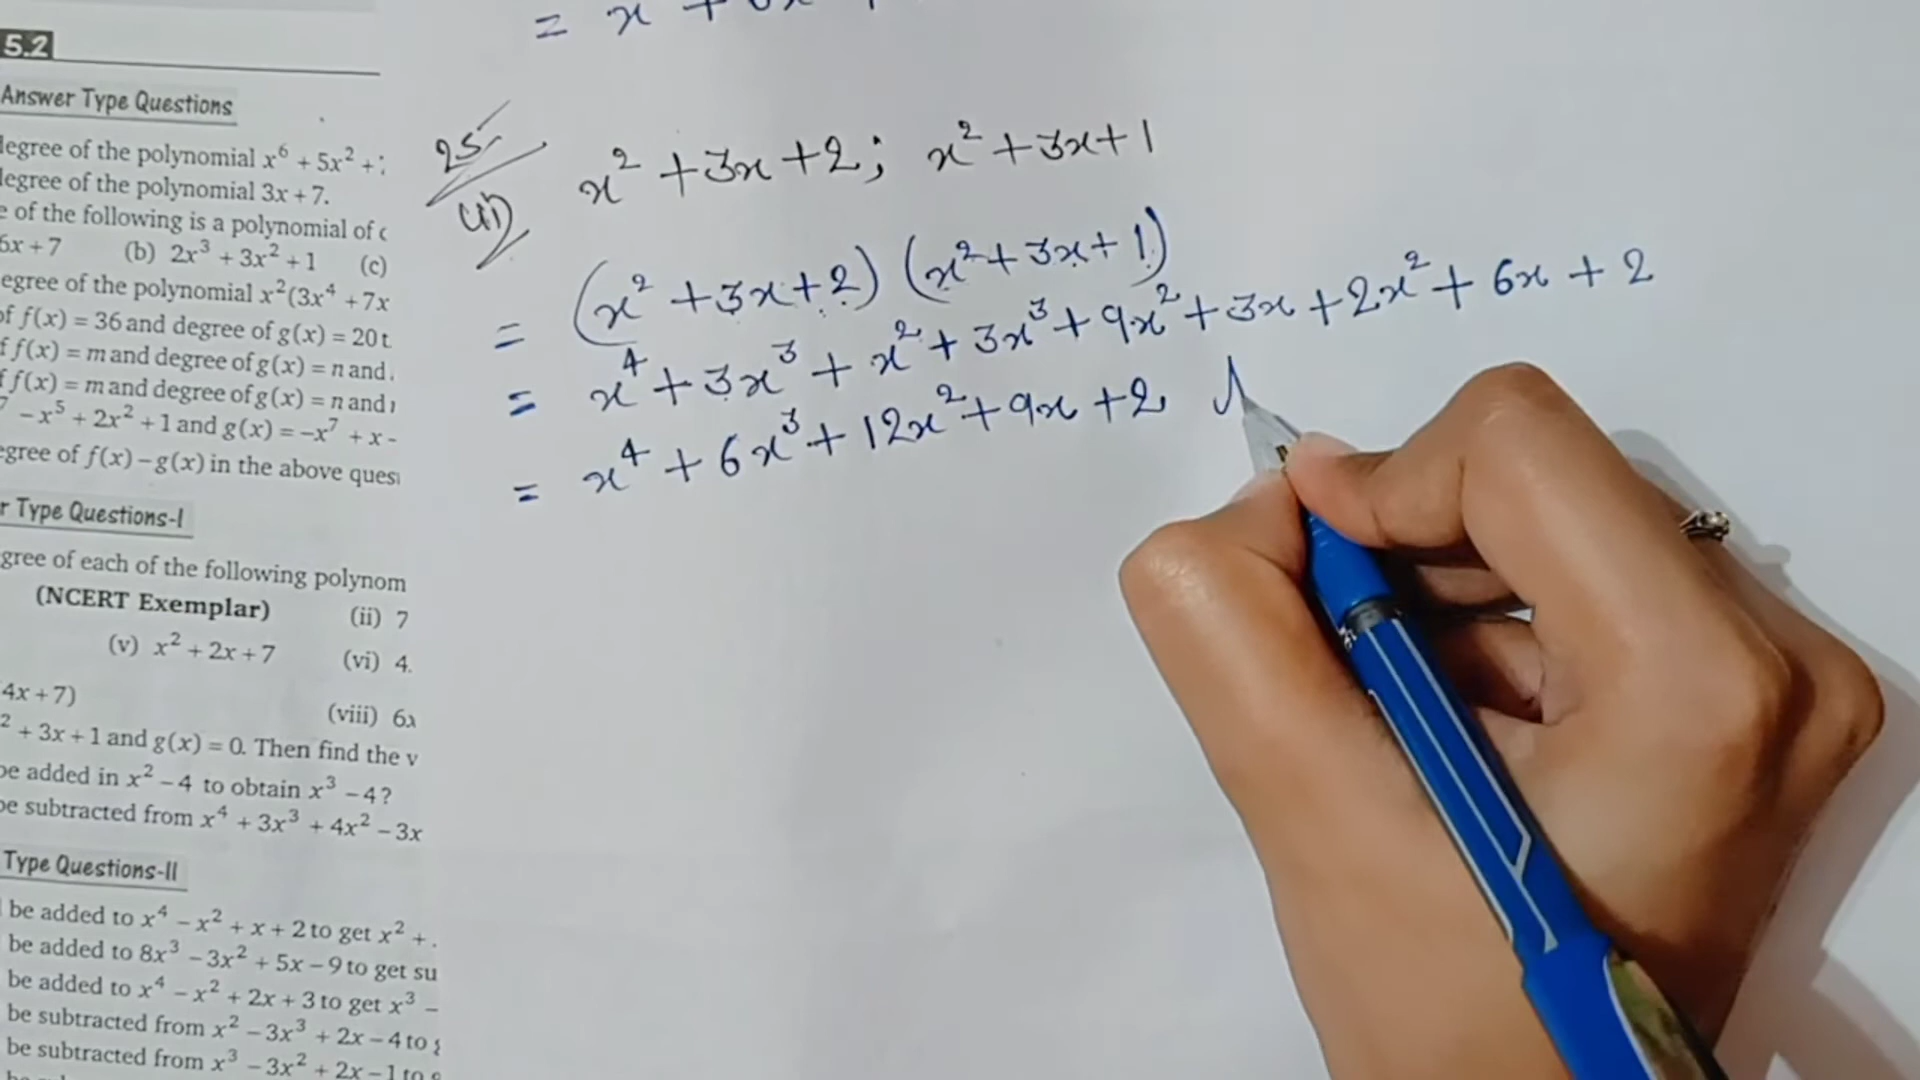 5.2
Answer Type Questions
degree of the polynomial x⁶ + 5x² +
degree of the polynomial 3x + 7.
of the following is a polynomial of
6x + 7 (b) 2x³ + 3x² + 1 (c)
degree of the polynomial x²(3x⁴ + 7x
of f(x) = 36 and degree of g(x) = 20
f(x) = m and degree of g(x) = n and
f(x) = m and degree of g(x) = n and
⁷ − x⁵ + 2x² + 1 and g(x) = −x⁷ + x −
egree of f(x) − g(x) in the above ques
r Type Questions-I
gree of each of the following polynom
(NCERT Exemplar) (ii) 7
(v) x² + 2x + 7 (vi) 4.
4x + 7)
(viii) 6x
² + 3x + 1 and g(x) = 0. Then find the v
be added in x² − 4 to obtain x³ − 4?
be subtracted from x⁴ + 3x³ + 4x² − 3x
Type Questions-II
be added to x⁴ − x² + x + 2 to get x² +
be added to 8x³ − 3x² + 5x − 9 to get su
be added to x⁴ − x² + 2x + 3 to get x³ −
be subtracted from x² − 3x³ + 2x − 4 to
be subtracted from x³ − 3x² + 2x − 1 to
25
x² + 3x + 2; x² + 3x + 1
= (x² + 3x + 2) (x² + 3x + 1)
= x⁴ + 3x³ + x² + 3x³ + 9x² + 3x + 2x² + 6x + 2
= x⁴ + 6x³ + 12x² + 9x + 2